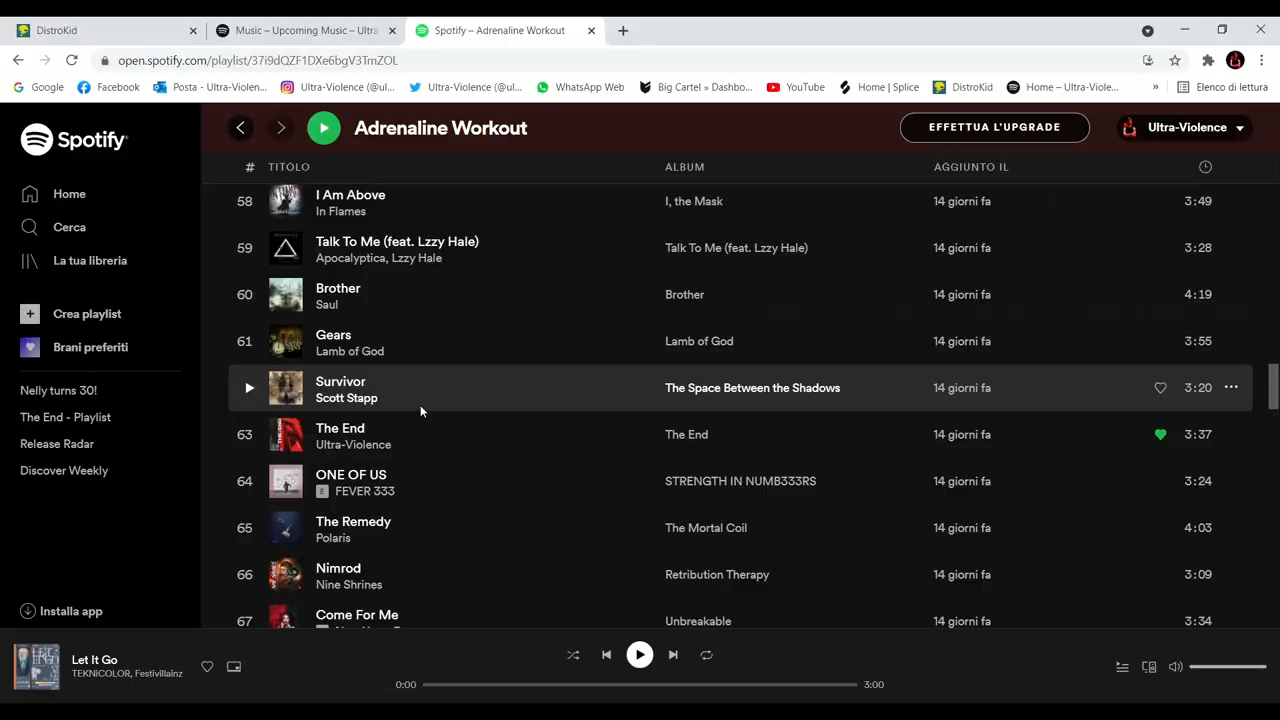 DistroKid
Music – Upcoming Music – Ultra
Spotify – Adrenaline Workout
open.spotify.com/playlist/37i9dQZF1DXe6bgV3TmZOL
Google
Facebook
Posta - Ultra-Violen...
Ultra-Violence (@ul...
Ultra-Violence (@ul...
WhatsApp Web
Big Cartel » Dashbo...
YouTube
Home | Splice
DistroKid
Home – Ultra-Viole...
»
Elenco di lettura
Spotify
Home
Cerca
La tua libreria
Crea playlist
Brani preferiti
Nelly turns 30!
The End - Playlist
Release Radar
Discover Weekly
Installa app
Adrenaline Workout
EFFETTUA L'UPGRADE
Ultra-Violence
# TITOLO ALBUM AGGIUNTO IL
58 I Am Above I, the Mask 14 giorni fa 3:49
In Flames
59 Talk To Me (feat. Lzzy Hale) Talk To Me (feat. Lzzy Hale) 14 giorni fa 3:28
Apocalyptica, Lzzy Hale
60 Brother Brother 14 giorni fa 4:19
Saul
61 Gears Lamb of God 14 giorni fa 3:55
Lamb of God
Survivor The Space Between the Shadows 14 giorni fa 3:20
Scott Stapp
63 The End The End 14 giorni fa 3:37
Ultra-Violence
64 ONE OF US STRENGTH IN NUMB333RS 14 giorni fa 3:24
E FEVER 333
65 The Remedy The Mortal Coil 14 giorni fa 4:03
Polaris
66 Nimrod Retribution Therapy 14 giorni fa 3:09
Nine Shrines
67 Come For Me Unbreakable 14 giorni fa 3:34
Let It Go
TEKNICOLOR, Festivillainz
0:00 3:00